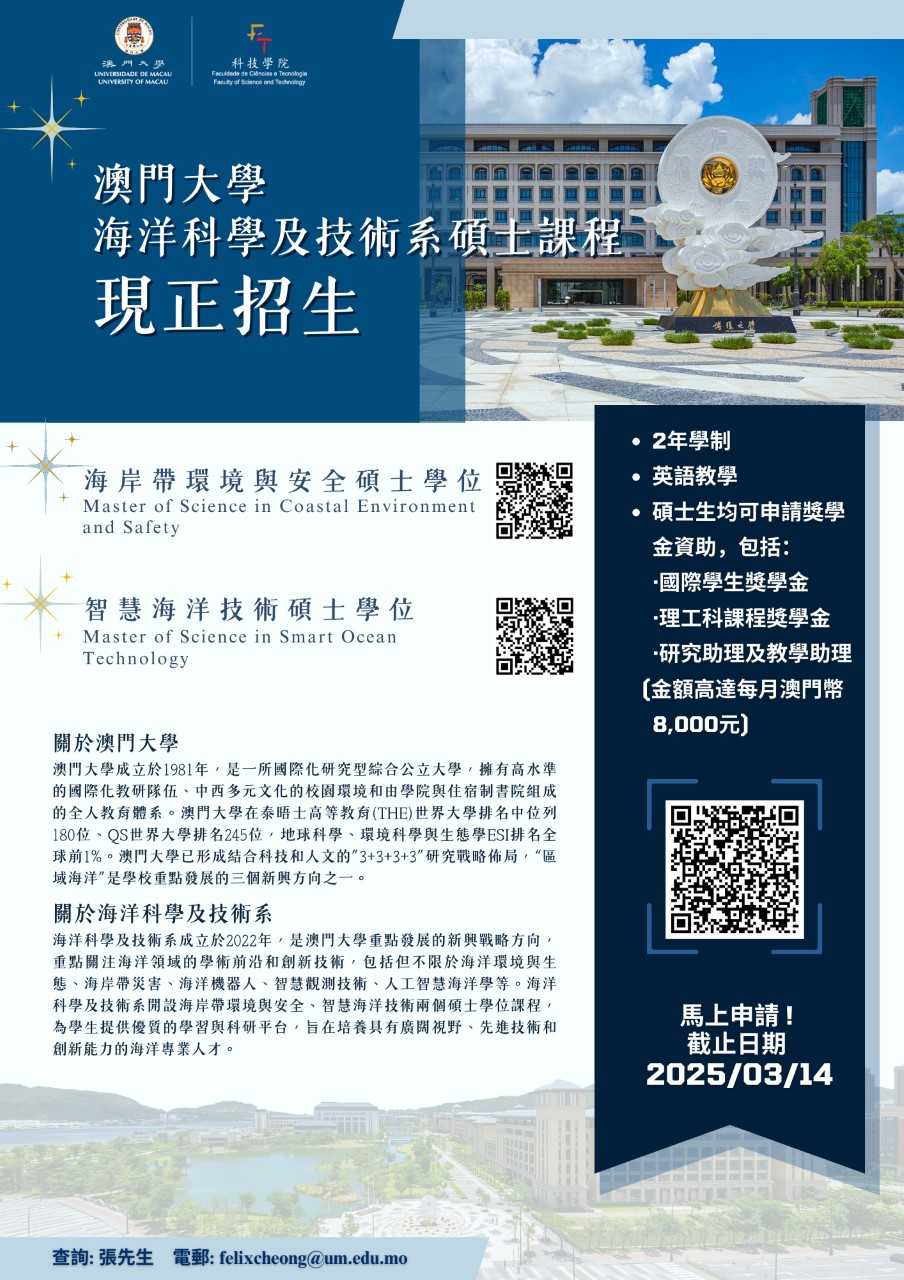 澳門大學
UNIVERSIDADE DE MACAU
UNIVERSITY OF MACAU
科技學院
Faculdade de Ciências e Tecnologia
Faculty of Science and Technology
澳門大學
海洋科學及技術系碩士課程
現正招生
海岸帶環境與安全碩士學位
Master of Science in Coastal Environment
and Safety
智慧海洋技術碩士學位
Master of Science in Smart Ocean
Technology
• 2年學制
• 英語教學
• 碩士生均可申請獎學
金資助，包括：
·國際學生獎學金
·理工科課程獎學金
·研究助理及教學助理
(金額高達每月澳門幣
8,000元)
關於澳門大學
澳門大學成立於1981年，是一所國際化研究型綜合公立大學，擁有高水準
的國際化教研隊伍、中西多元文化的校園環境和由學院與住宿制書院組成
的全人教育體系。澳門大學在泰晤士高等教育(THE)世界大學排名中位列
180位、QS世界大學排名245位，地球科學、環境科學與生態學ESI排名全
球前1%。澳門大學已形成結合科技和人文的"3+3+3+3"研究戰略佈局，“區
域海洋”是學校重點發展的三個新興方向之一。
關於海洋科學及技術系
海洋科學及技術系成立於2022年，是澳門大學重點發展的新興戰略方向，
重點關注海洋領域的學術前沿和創新技術，包括但不限於海洋環境與生
態、海岸帶災害、海洋機器人、智慧觀測技術、人工智慧海洋學等。海洋
科學及技術系開設海岸帶環境與安全、智慧海洋技術兩個碩士學位課程，
為學生提供優質的學習與科研平台，旨在培養具有廣闊視野、先進技術和
創新能力的海洋專業人才。
馬上申請！
截止日期
2025/03/14
查詢: 張先生 電郵: felixcheong@um.edu.mo